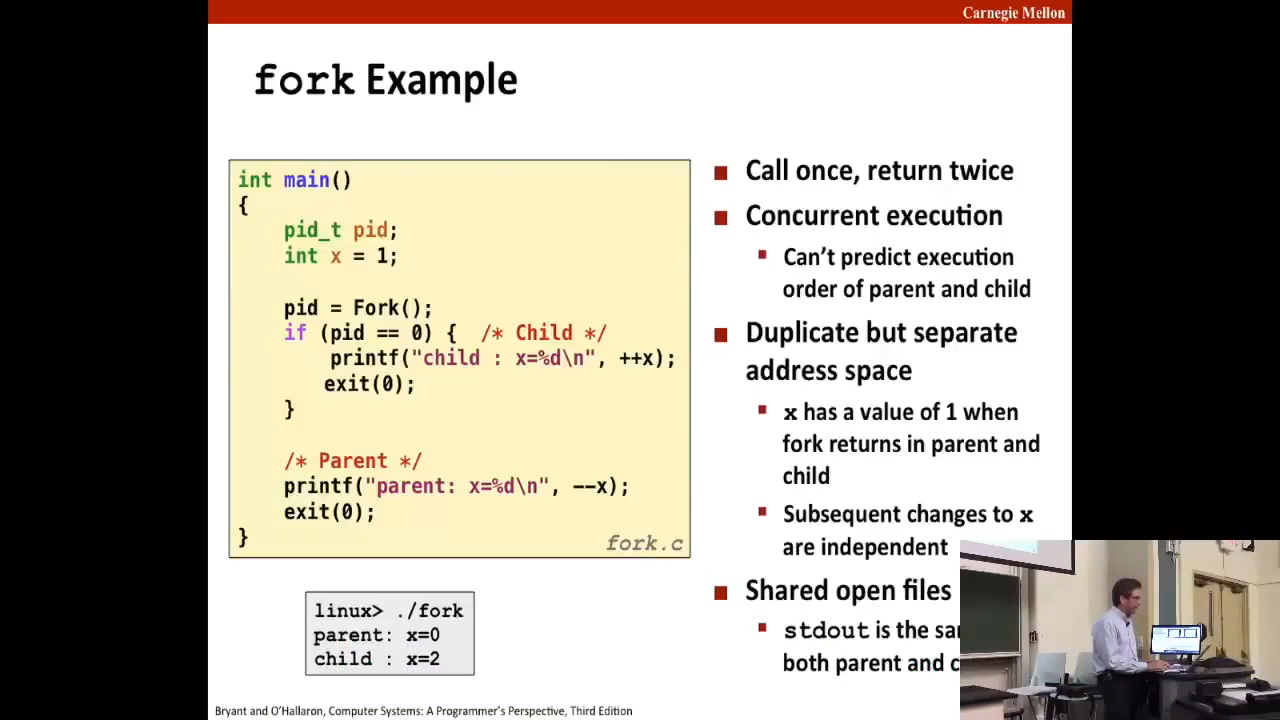 Carnegie Mellon
fork Example
int main()
{
    pid_t pid;
    int x = 1;

    pid = Fork();
    if (pid == 0) {  /* Child */
        printf("child : x=%d\n", ++x);
        exit(0);
    }

    /* Parent */
    printf("parent: x=%d\n", --x);
    exit(0);
}
fork.c
linux> ./fork
parent: x=0
child : x=2
Call once, return twice
Concurrent execution
Can't predict execution
order of parent and child
Duplicate but separate
address space
x has a value of 1 when
fork returns in parent and
child
Subsequent changes to x
are independent
Shared open files
stdout is the
both parent and
Bryant and O'Hallaron, Computer Systems: A Programmer's Perspective, Third Edition